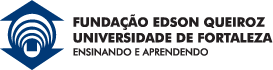 FUNDAÇÃO EDSON QUEIROZ
UNIVERSIDADE DE FORTALEZA
ENSINANDO E APRENDENDO